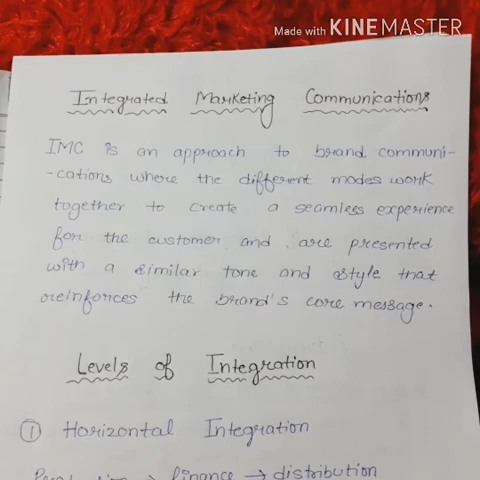 Made with KINEMASTER
Integrated Marketing Communications
IMC is an approach to brand communi-
-cations where the different modes work
together to create a seamless experience
for the customer and are presented
with a similar tone and style that
reinforces the brand's core message.
Levels of Integration
① Horizontal Integration
→ finance → distribution